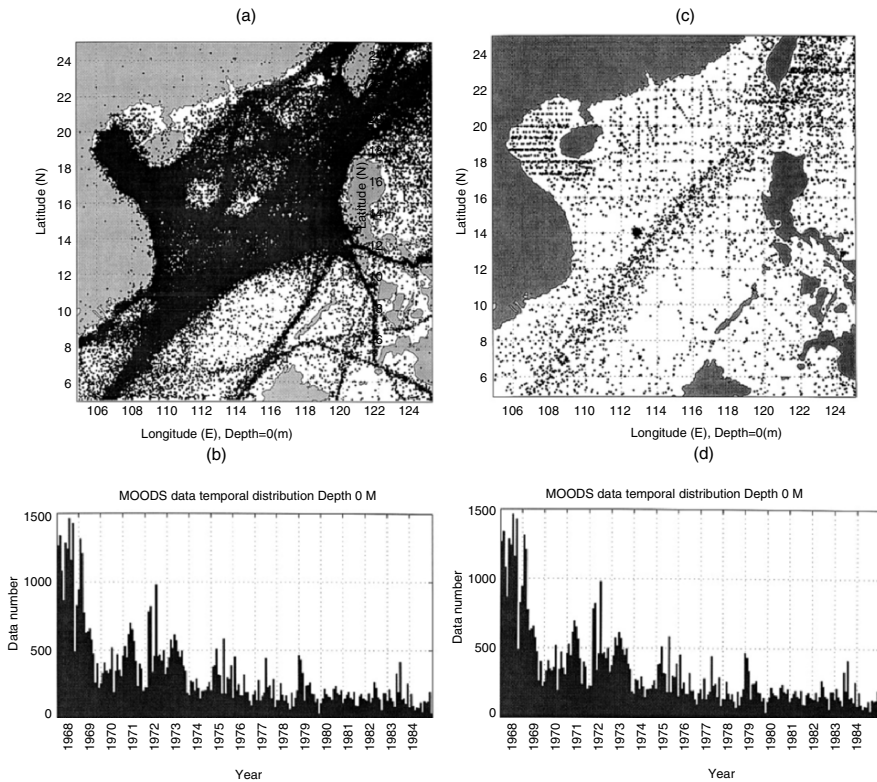 (a)
24
22
20
18
16
14
12
10
8
6
Latitude (N)
16
Latitude (N)
12
106 108 110 112 114 116 118 120 122 124
Longitude (E), Depth=0(m)
(b)
MOODS data temporal distribution Depth 0 M
1500
1000
500
0
Data number
1968 1969 1970 1971 1972 1973 1974 1975 1976 1977 1978 1979 1980 1981 1982 1983 1984
Year
(c)
24
22
20
18
16
14
12
10
8
6
Latitude (N)
106 108 110 112 114 116 118 120 122 124
Longitude (E), Depth=0(m)
(d)
MOODS data temporal distribution Depth 0 M
1500
1000
500
0
Data number
1968 1969 1970 1971 1972 1973 1974 1975 1976 1977 1978 1979 1980 1981 1982 1983 1984
Year